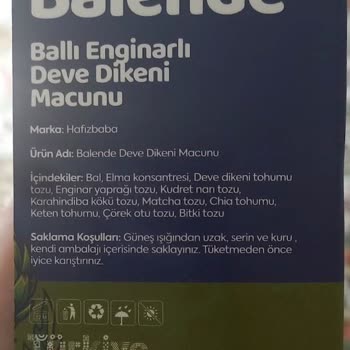 Balende
Ballı Enginarlı
Deve Dikeni
Macunu
Marka: Hafızbaba
Ürün Adı: Balende Deve Dikeni Macunu
İçindekiler: Bal, Elma konsantresi, Deve dikeni tohumu
tozu, Enginar yaprağı tozu, Kudret narı tozu,
Karahindiba kökü tozu, Matcha tozu, Chia tohumu,
Keten tohumu, Çörek otu tozu, Bitki tozu
Saklama Koşulları: Güneş ışığından uzak, serin ve kuru ,
kendi ambalajı içerisinde saklayınız. Tüketmeden önce
iyice karıştırınız.
Türkiye